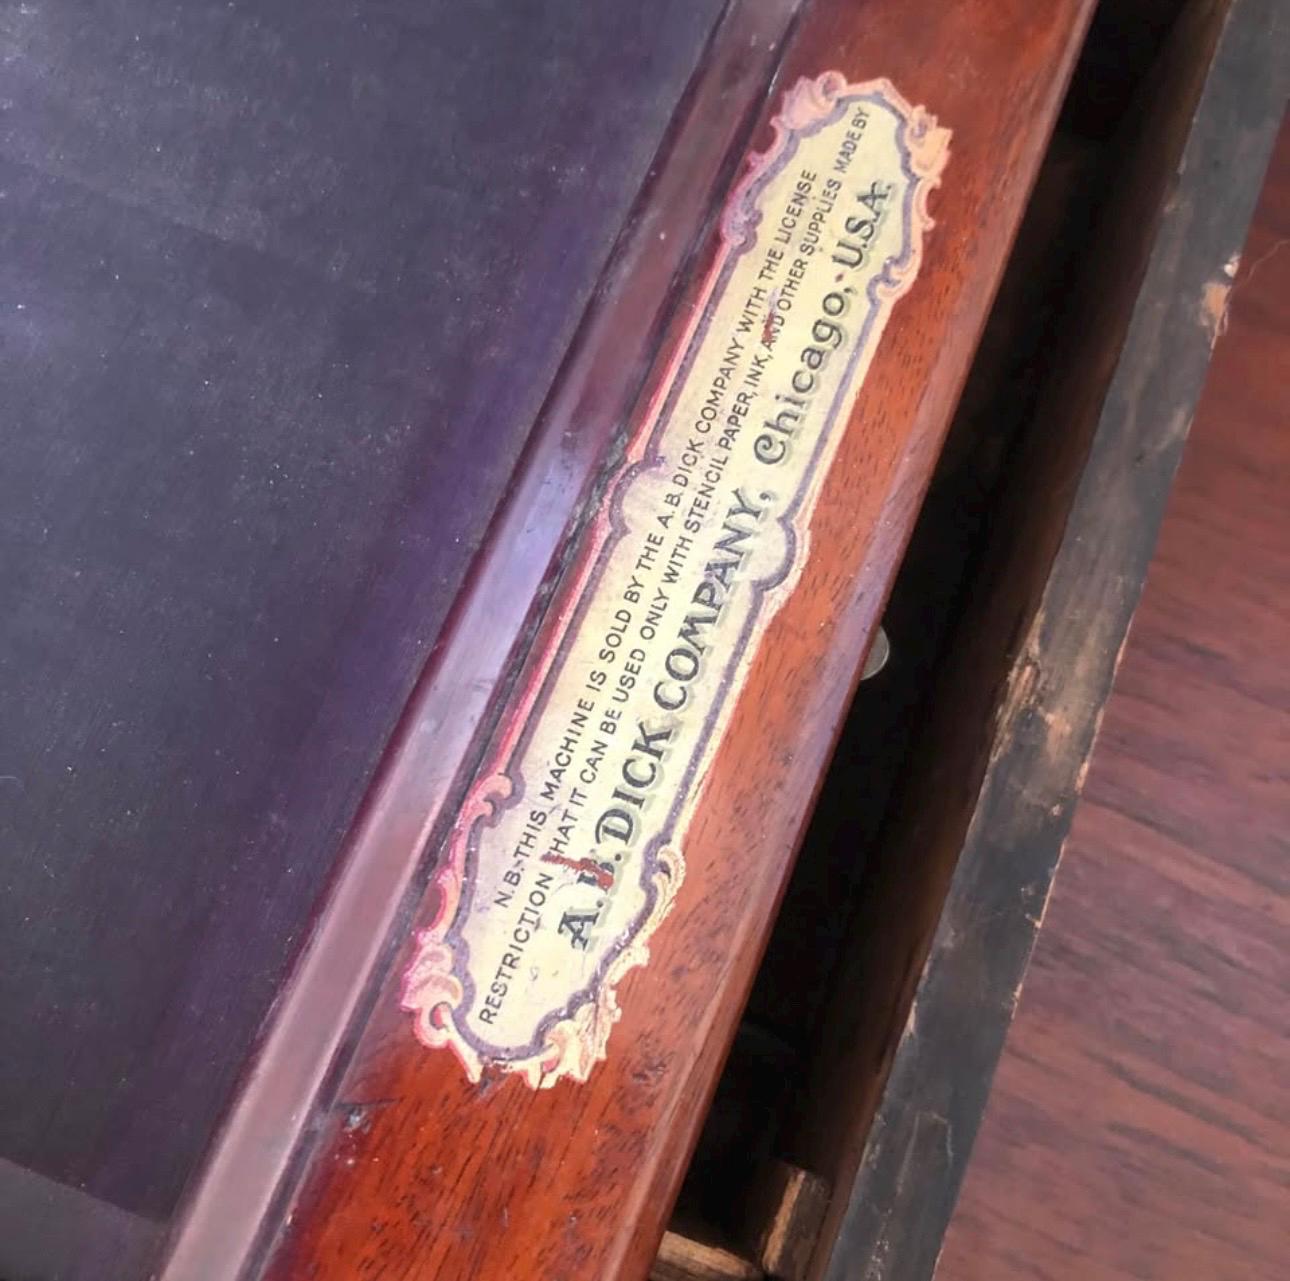 N.B.-THIS MACHINE IS SOLD BY THE A.B. DICK COMPANY WITH THE LICENSE
RESTRICTION THAT IT CAN BE USED ONLY WITH STENCIL PAPER, INK, AND OTHER SUPPLIES MADE BY
A.B. DICK COMPANY, Chicago, U.S.A.